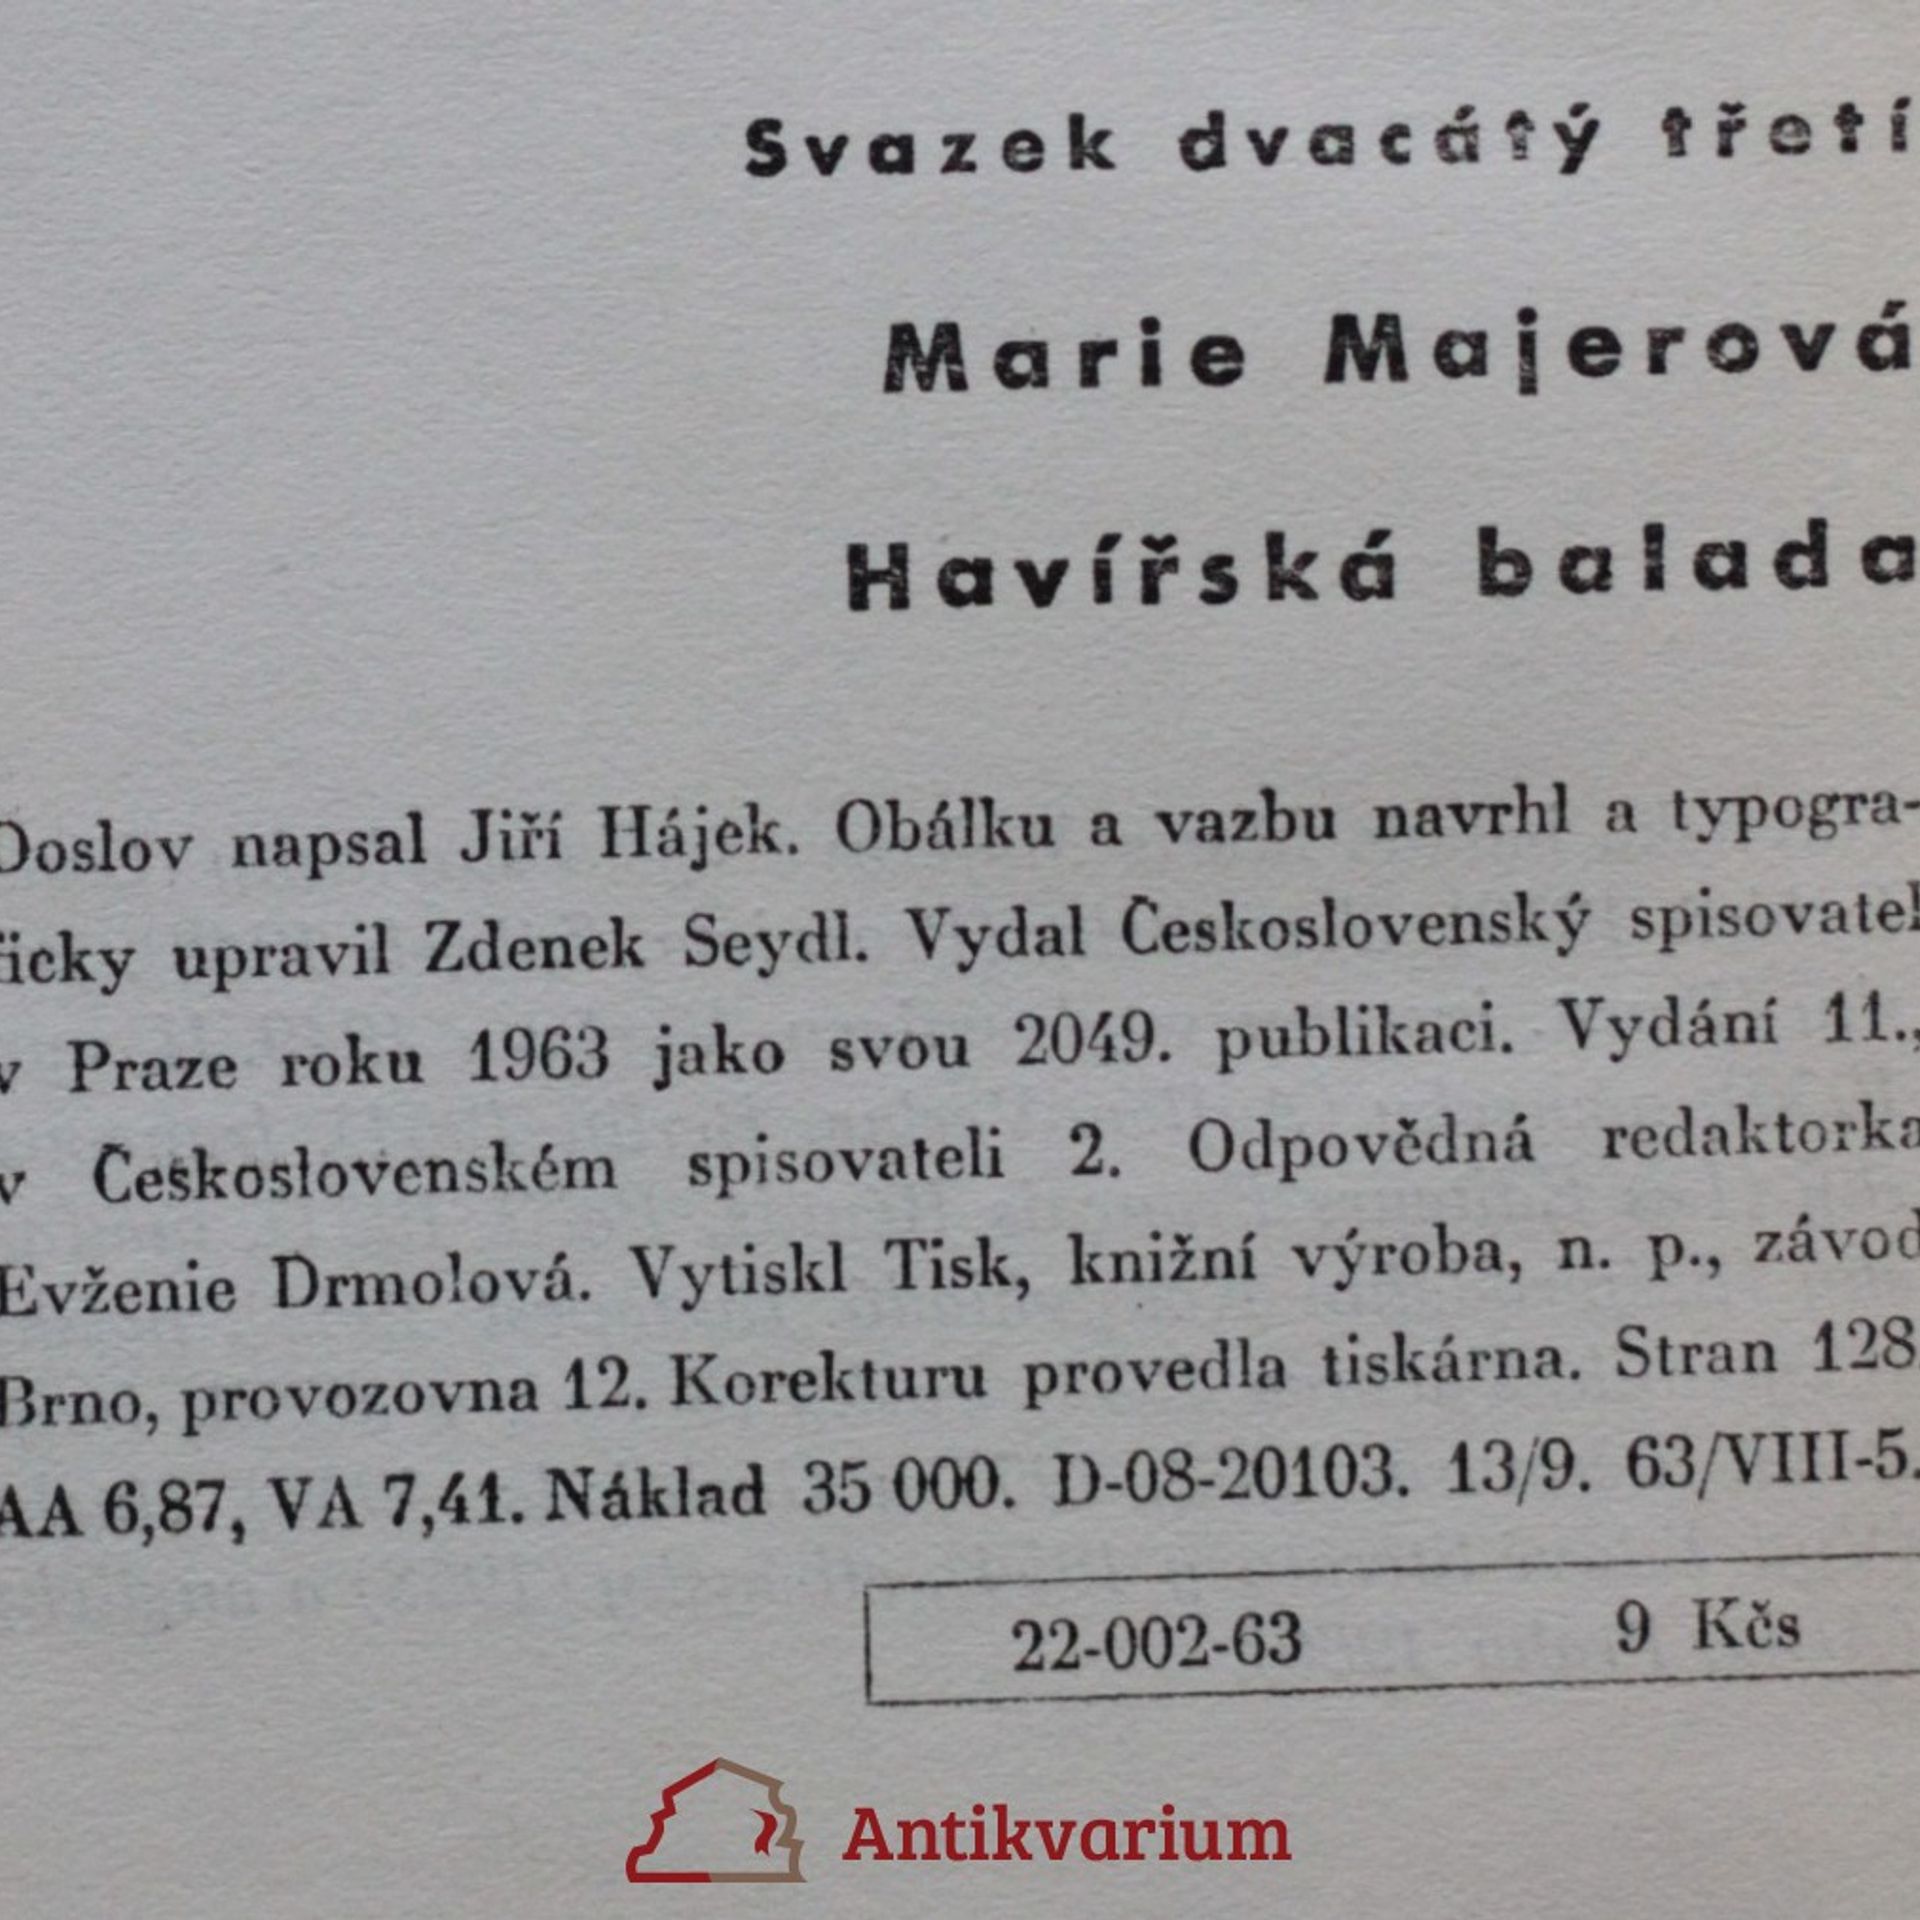 Svazek dvacátý třetí
Marie Majerová
Havířská balada
Doslov napsal Jiří Hájek. Obálku a vazbu navrhl a typogra-
ficky upravil Zdenek Seydl. Vydal Československý spisovatel
v Praze roku 1963 jako svou 2049. publikaci. Vydání 11.,
v Československém spisovateli 2. Odpovědná redaktorka
Evženie Drmolová. Vytiskl Tisk, knižní výroba, n. p., závod
Brno, provozovna 12. Korekturu provedla tiskárna. Stran 128
AA 6,87, VA 7,41. Náklad 35 000. D-08-20103. 13/9. 63/VIII-5.
22-002-63 9 Kčs
Antikvarium